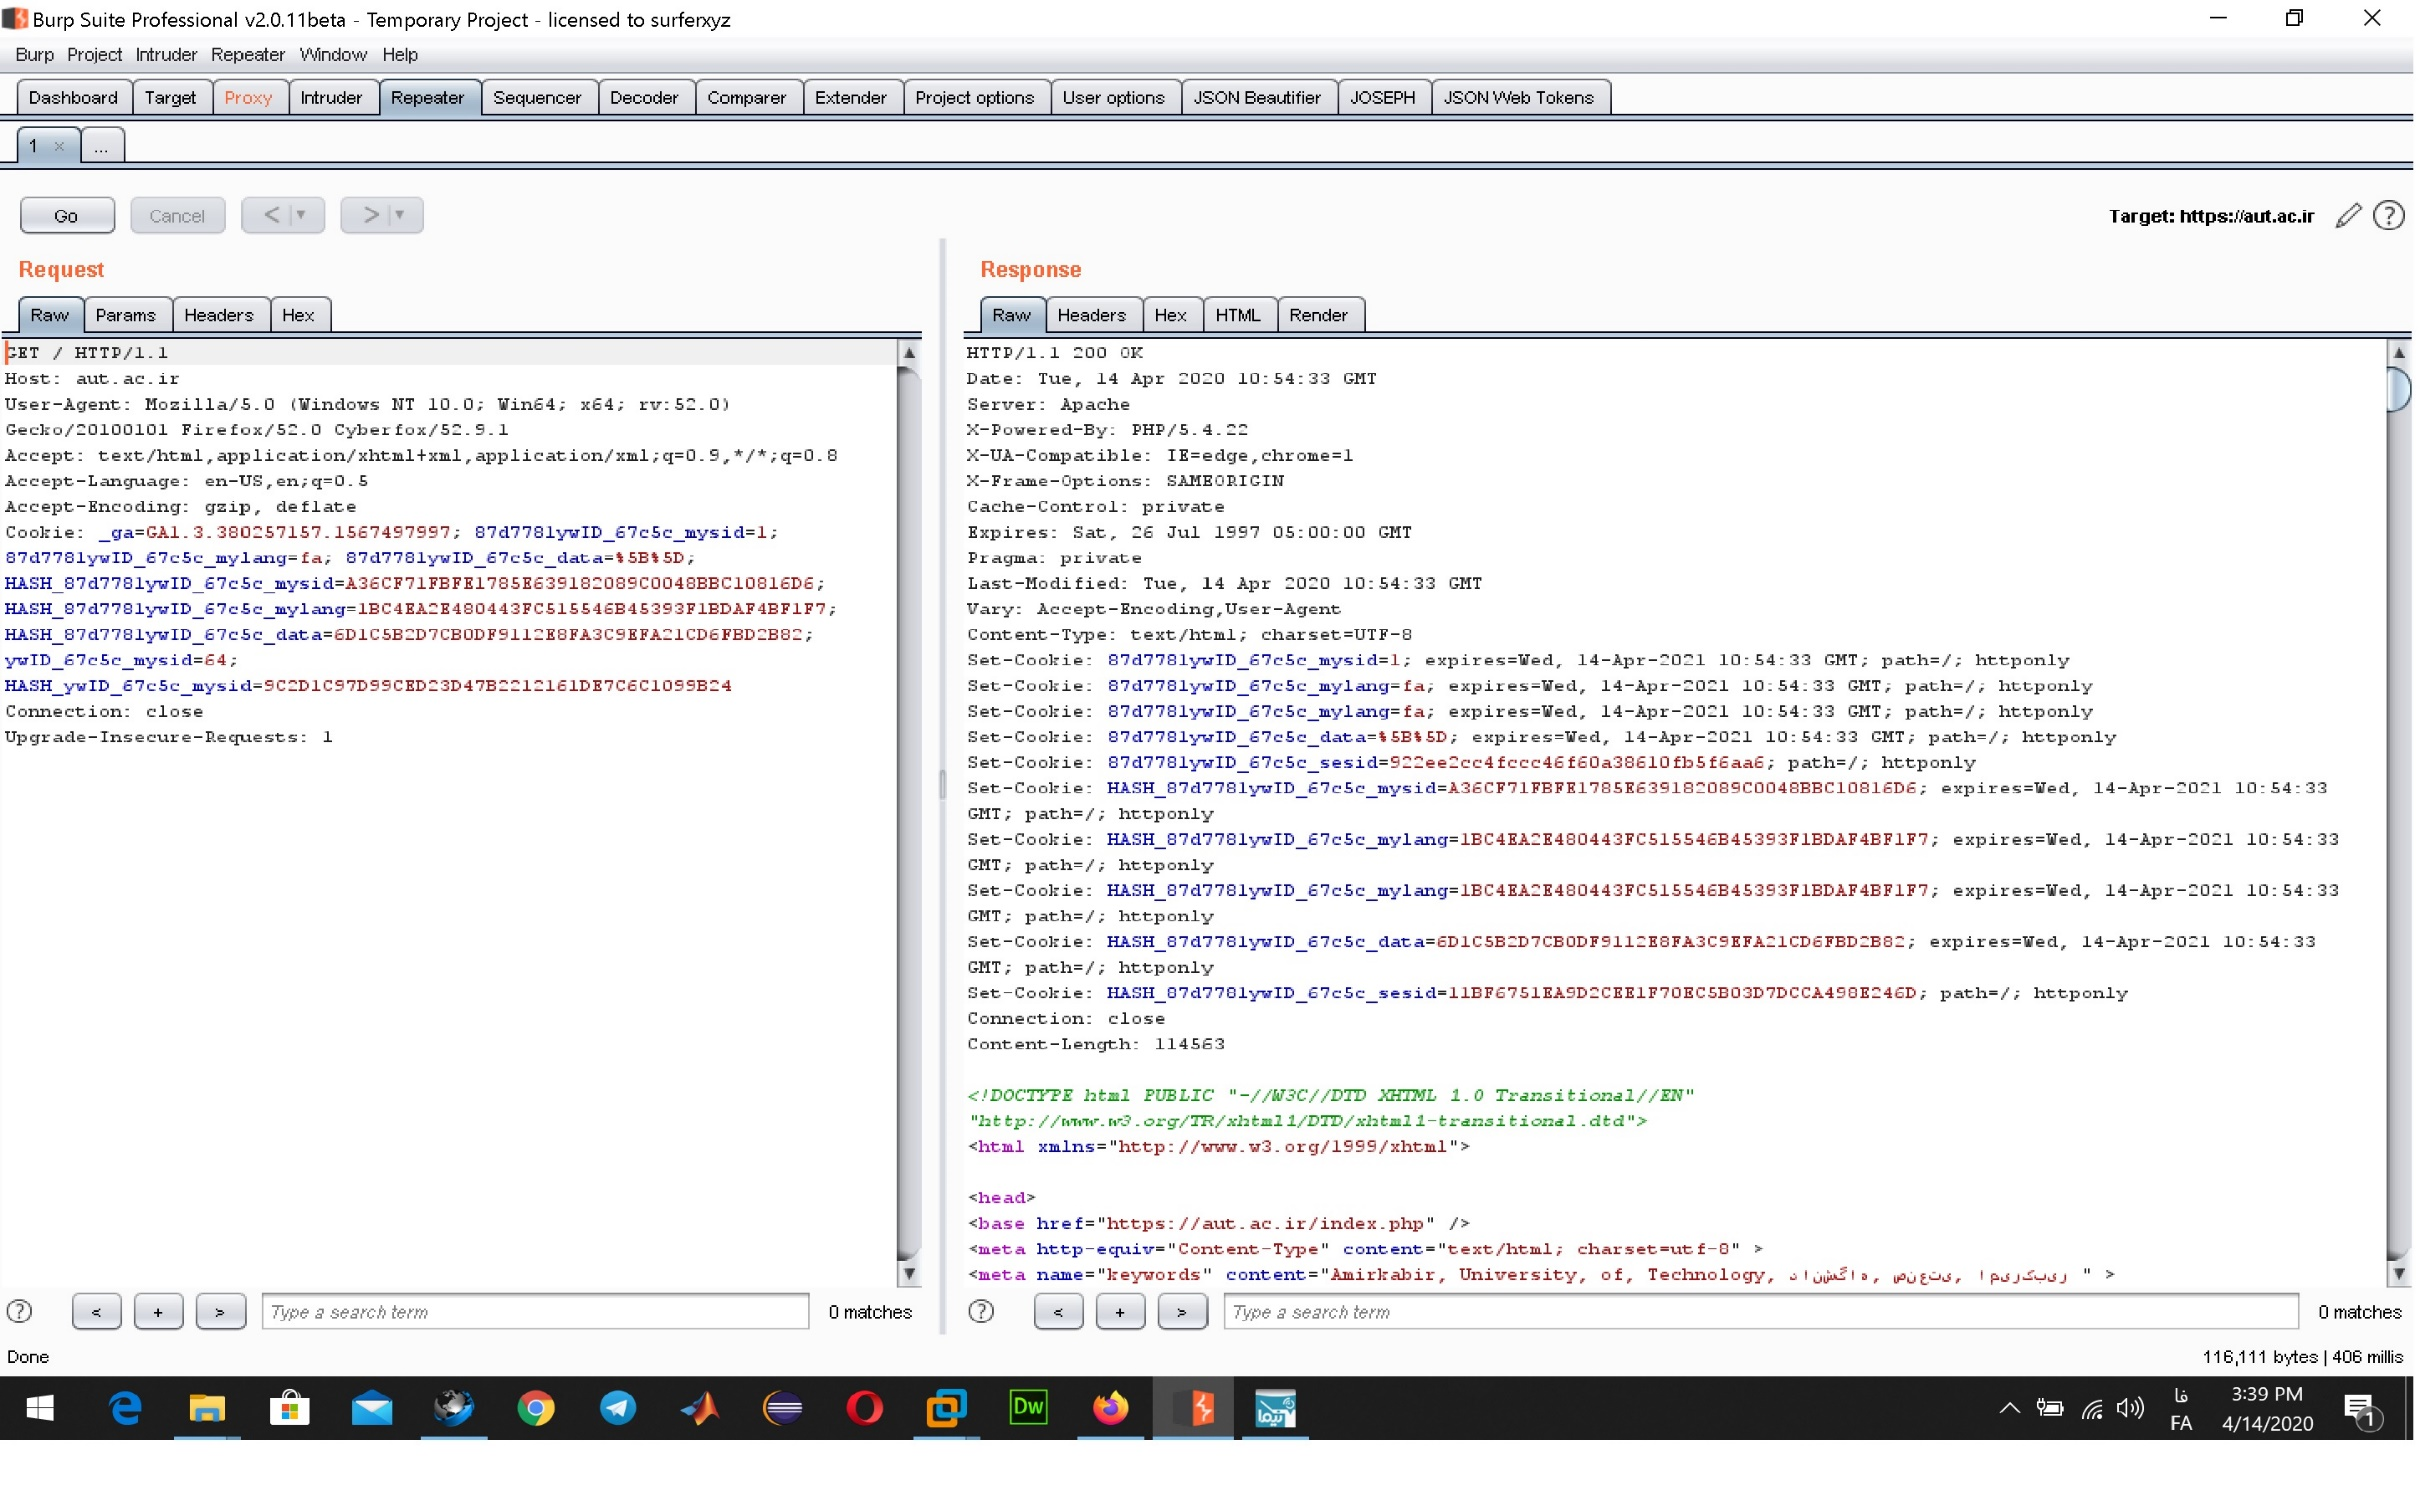 Burp Suite Professional v2.0.11beta - Temporary Project - licensed to surferxyz
Burp Project Intruder Repeater Window Help
Dashboard Target Proxy Intruder Repeater Sequencer Decoder Comparer Extender Project options User options JSON Beautifier JOSEPH JSON Web Tokens
1 × ...
Go Cancel < > Target: https://aut.ac.ir ?
Request
Raw Params Headers Hex
GET / HTTP/1.1
Host: aut.ac.ir
User-Agent: Mozilla/5.0 (Windows NT 10.0; Win64; x64; rv:52.0)
Gecko/20100101 Firefox/52.0 Cyberfox/52.9.1
Accept: text/html,application/xhtml+xml,application/xml;q=0.9,*/*;q=0.8
Accept-Language: en-US,en;q=0.5
Accept-Encoding: gzip, deflate
Cookie: _ga=GA1.3.380257157.1567497997; 87d7781ywID_67c5c_mysid=1;
87d7781ywID_67c5c_mylang=fa; 87d7781ywID_67c5c_data=%5B%5D;
HASH_87d7781ywID_67c5c_mysid=A36CF71FBFE1785E639182089C0048BBC10816D6;
HASH_87d7781ywID_67c5c_mylang=1BC4EA2E480443FC515546B45393F1BDAF4BF1F7;
HASH_87d7781ywID_67c5c_data=6D1C5B2D7CB0DF9112E8FA3C9EFA21CD6FBD2B82;
ywID_67c5c_mysid=64;
HASH_ywID_67c5c_mysid=9C2D1C97D99CED23D47B2212161DE7C6C1099B24
Connection: close
Upgrade-Insecure-Requests: 1
? < + > Type a search term 0 matches
Response
Raw Headers Hex HTML Render
HTTP/1.1 200 OK
Date: Tue, 14 Apr 2020 10:54:33 GMT
Server: Apache
X-Powered-By: PHP/5.4.22
X-UA-Compatible: IE=edge,chrome=1
X-Frame-Options: SAMEORIGIN
Cache-Control: private
Expires: Sat, 26 Jul 1997 05:00:00 GMT
Pragma: private
Last-Modified: Tue, 14 Apr 2020 10:54:33 GMT
Vary: Accept-Encoding,User-Agent
Content-Type: text/html; charset=UTF-8
Set-Cookie: 87d7781ywID_67c5c_mysid=1; expires=Wed, 14-Apr-2021 10:54:33 GMT; path=/; httponly
Set-Cookie: 87d7781ywID_67c5c_mylang=fa; expires=Wed, 14-Apr-2021 10:54:33 GMT; path=/; httponly
Set-Cookie: 87d7781ywID_67c5c_mylang=fa; expires=Wed, 14-Apr-2021 10:54:33 GMT; path=/; httponly
Set-Cookie: 87d7781ywID_67c5c_data=%5B%5D; expires=Wed, 14-Apr-2021 10:54:33 GMT; path=/; httponly
Set-Cookie: 87d7781ywID_67c5c_sesid=922ee2cc4fccc46f60a38610fb5f6aa6; path=/; httponly
Set-Cookie: HASH_87d7781ywID_67c5c_mysid=A36CF71FBFE1785E639182089C0048BBC10816D6; expires=Wed, 14-Apr-2021 10:54:33
GMT; path=/; httponly
Set-Cookie: HASH_87d7781ywID_67c5c_mylang=1BC4EA2E480443FC515546B45393F1BDAF4BF1F7; expires=Wed, 14-Apr-2021 10:54:33
GMT; path=/; httponly
Set-Cookie: HASH_87d7781ywID_67c5c_mylang=1BC4EA2E480443FC515546B45393F1BDAF4BF1F7; expires=Wed, 14-Apr-2021 10:54:33
GMT; path=/; httponly
Set-Cookie: HASH_87d7781ywID_67c5c_data=6D1C5B2D7CB0DF9112E8FA3C9EFA21CD6FBD2B82; expires=Wed, 14-Apr-2021 10:54:33
GMT; path=/; httponly
Set-Cookie: HASH_87d7781ywID_67c5c_sesid=11BF6751EA9D2CEE1F70EC5B03D7DCCA498E246D; path=/; httponly
Connection: close
Content-Length: 114563
<!DOCTYPE html PUBLIC "-//W3C//DTD XHTML 1.0 Transitional//EN"
"http://www.w3.org/TR/xhtml1/DTD/xhtml1-transitional.dtd">
<html xmlns="http://www.w3.org/1999/xhtml">
<head>
<base href="https://aut.ac.ir/index.php" />
<meta http-equiv="Content-Type" content="text/html; charset=utf-8" >
<meta name="keywords" content="Amirkabir, University, of, Technology, دانشگاه, صنعتی, امیرکبیر " >
? < + > Type a search term 0 matches
Done 116,111 bytes | 406 millis
Dw نیما فا FA 3:39 PM 4/14/2020 1